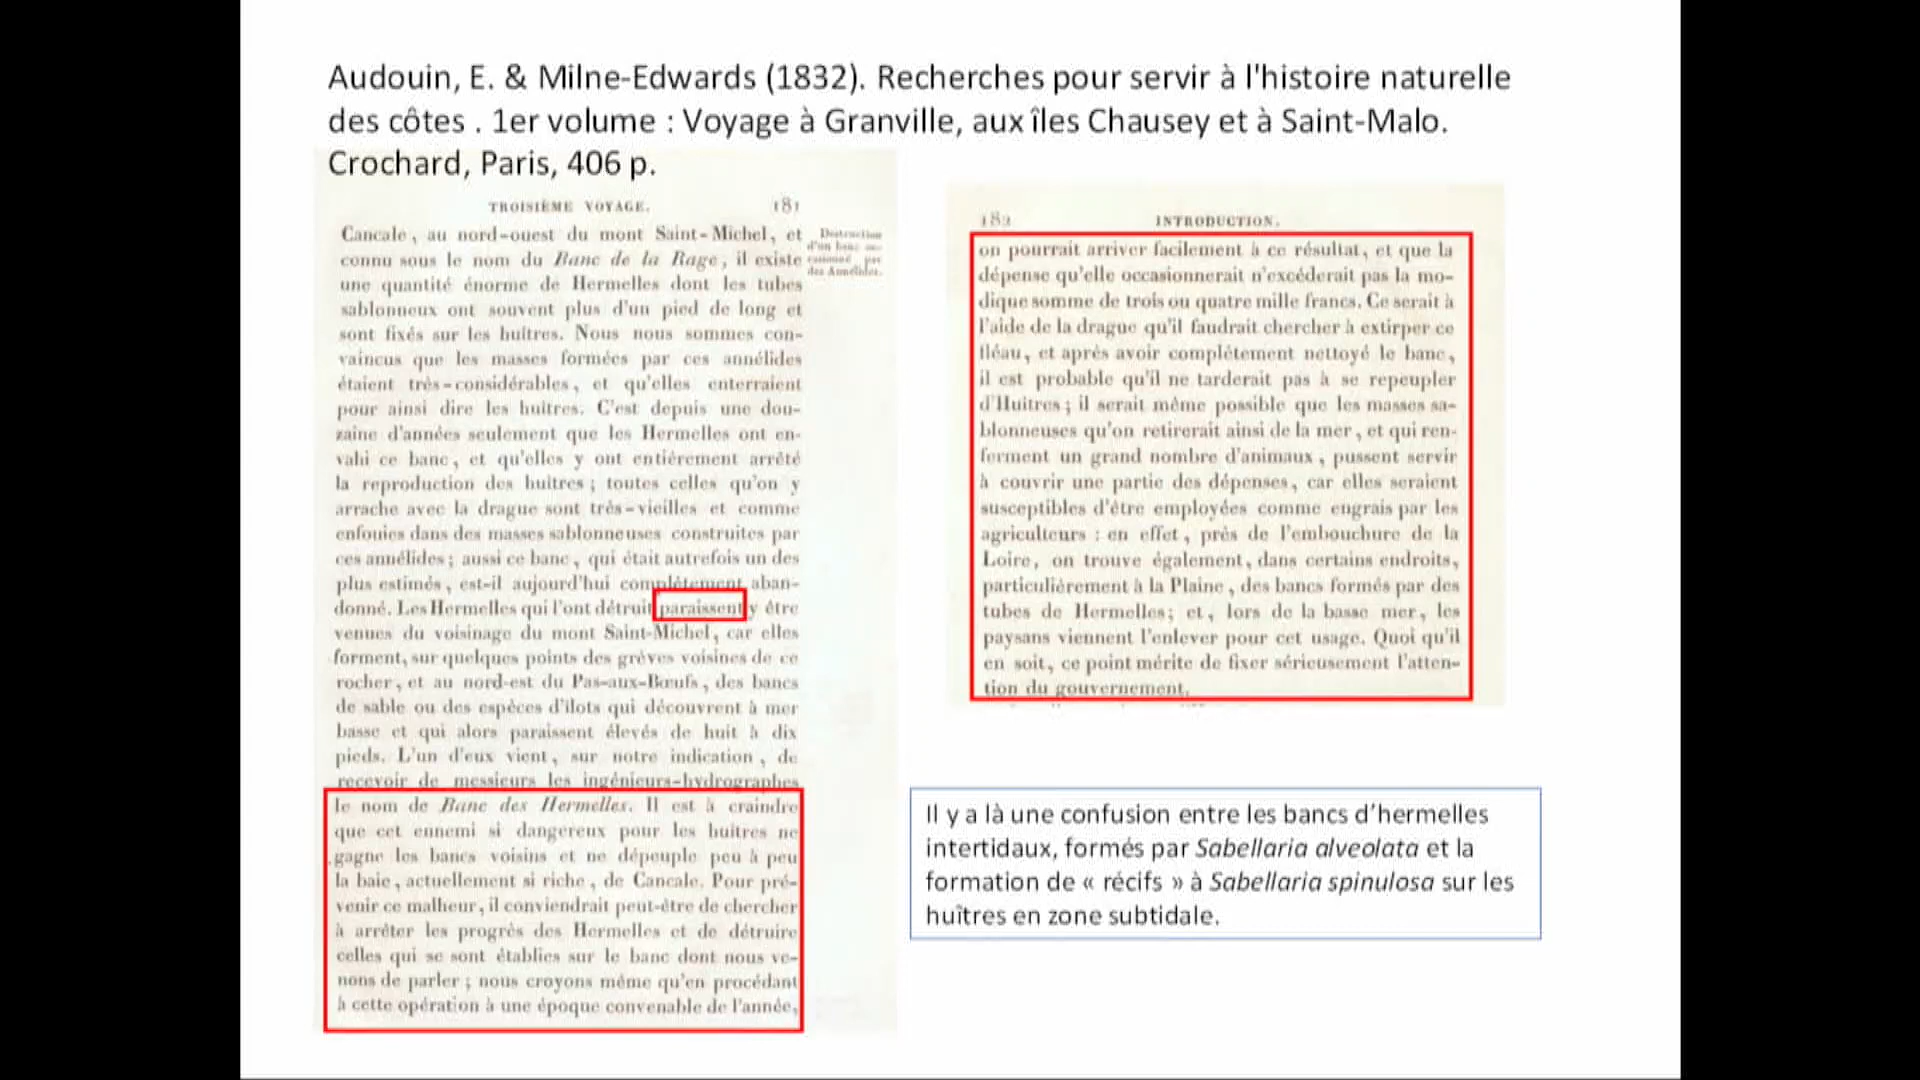 Audouin, E. & Milne-Edwards (1832). Recherches pour servir à l'histoire naturelle
des côtes . 1er volume : Voyage à Granville, aux îles Chausey et à Saint-Malo.
Crochard, Paris, 406 p.
TROISIÈME VOYAGE. 181
Cancale, au nord-ouest du mont Saint-Michel, et
connu sous le nom du Banc de la Rage, il existe
une quantité énorme de Hermelles dont les tubes
sablonneux ont souvent plus d'un pied de long et
sont fixés sur les huîtres. Nous nous sommes con-
vaincus que les masses formées par ces annélides
étaient très-considérables, et qu'elles enterraient
pour ainsi dire les huîtres. C'est depuis une dou-
zaine d'années seulement que les Hermelles ont en-
vahi ce banc, et qu'elles y ont entièrement arrêté
la reproduction des huîtres ; toutes celles qu'on y
arrache avec la drague sont très-vieilles et comme
enfouies dans des masses sablonneuses construites par
ces annélides ; aussi ce banc, qui était autrefois un des
plus estimés, est-il aujourd'hui complétement aban-
donné. Les Hermelles qui l'ont détruit paraissent y être
venues du voisinage du mont Saint-Michel, car elles
forment, sur quelques points des grèves voisines de ce
rocher, et au nord-est du Pas-aux-Bœufs, des bancs
de sable ou des espèces d'îlots qui découvrent à mer
basse et qui alors paraissent élevés de huit à dix
pieds. L'un d'eux vient, sur notre indication, de
recevoir de messieurs les ingénieurs-hydrographes
le nom de Banc des Hermelles. Il est à craindre
que cet ennemi si dangereux pour les huîtres ne
gagne les bancs voisins et ne dépeuple peu à peu
la baie, actuellement si riche, de Cancale. Pour pré-
venir ce malheur, il conviendrait peut-être de chercher
à arrêter les progrès des Hermelles et de détruire
celles qui se sont établies sur le banc dont nous ve-
nons de parler ; nous croyons même qu'en procédant
à cette opération à une époque convenable de l'année,
Destruction
d'un banc
par
des Annélides.
182 INTRODUCTION.
on pourrait arriver facilement à ce résultat, et que la
dépense qu'elle occasionnerait n'excéderait pas la mo-
dique somme de trois ou quatre mille francs. Ce serait à
l'aide de la drague qu'il faudrait chercher à extirper ce
fléau, et après avoir complétement nettoyé le banc,
il est probable qu'il ne tarderait pas à se repeupler
d'Huîtres ; il serait même possible que les masses sa-
blonneuses qu'on retirerait ainsi de la mer, et qui ren-
ferment un grand nombre d'animaux, pussent servir
à couvrir une partie des dépenses, car elles seraient
susceptibles d'être employées comme engrais par les
agriculteurs : en effet, près de l'embouchure de la
Loire, on trouve également, dans certains endroits,
particulièrement à la Plaine, des bancs formés par des
tubes de Hermelles ; et, lors de la basse mer, les
paysans viennent l'enlever pour cet usage. Quoi qu'il
en soit, ce point mérite de fixer sérieusement l'atten-
tion du gouvernement.
Il y a là une confusion entre les bancs d'hermelles
intertidaux, formés par Sabellaria alveolata et la
formation de « récifs » à Sabellaria spinulosa sur les
huîtres en zone subtidale.